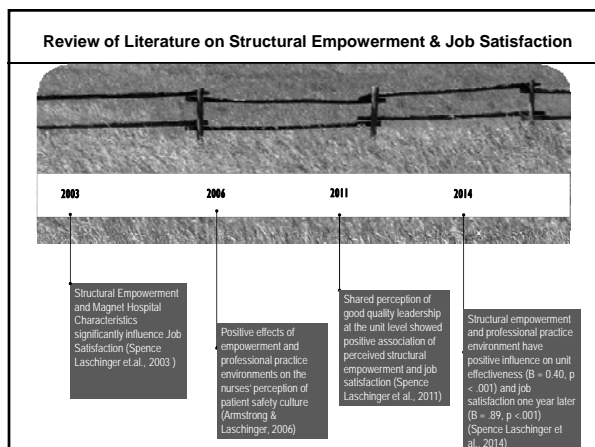 Review of Literature on Structural Empowerment & Job Satisfaction
2003
2006
2011
2014
Structural Empowerment
and Magnet Hospital
Characteristics
significantly influence Job
Satisfaction (Spence
Laschinger et.al., 2003 )
Positive effects of
empowerment and
professional practice
environments on the
nurses' perception of
patient safety culture
(Armstrong &
Laschinger, 2006)
Shared perception of
good quality leadership
at the unit level showed
positive association of
perceived structural
empowerment and job
satisfaction (Spence
Laschinger et al., 2011)
Structural empowerment
and professional practice
environment have
positive influence on unit
effectiveness (B = 0.40, p
< .001) and job
satisfaction one year later
(B = .89, p <.001)
(Spence Laschinger et
al., 2014)